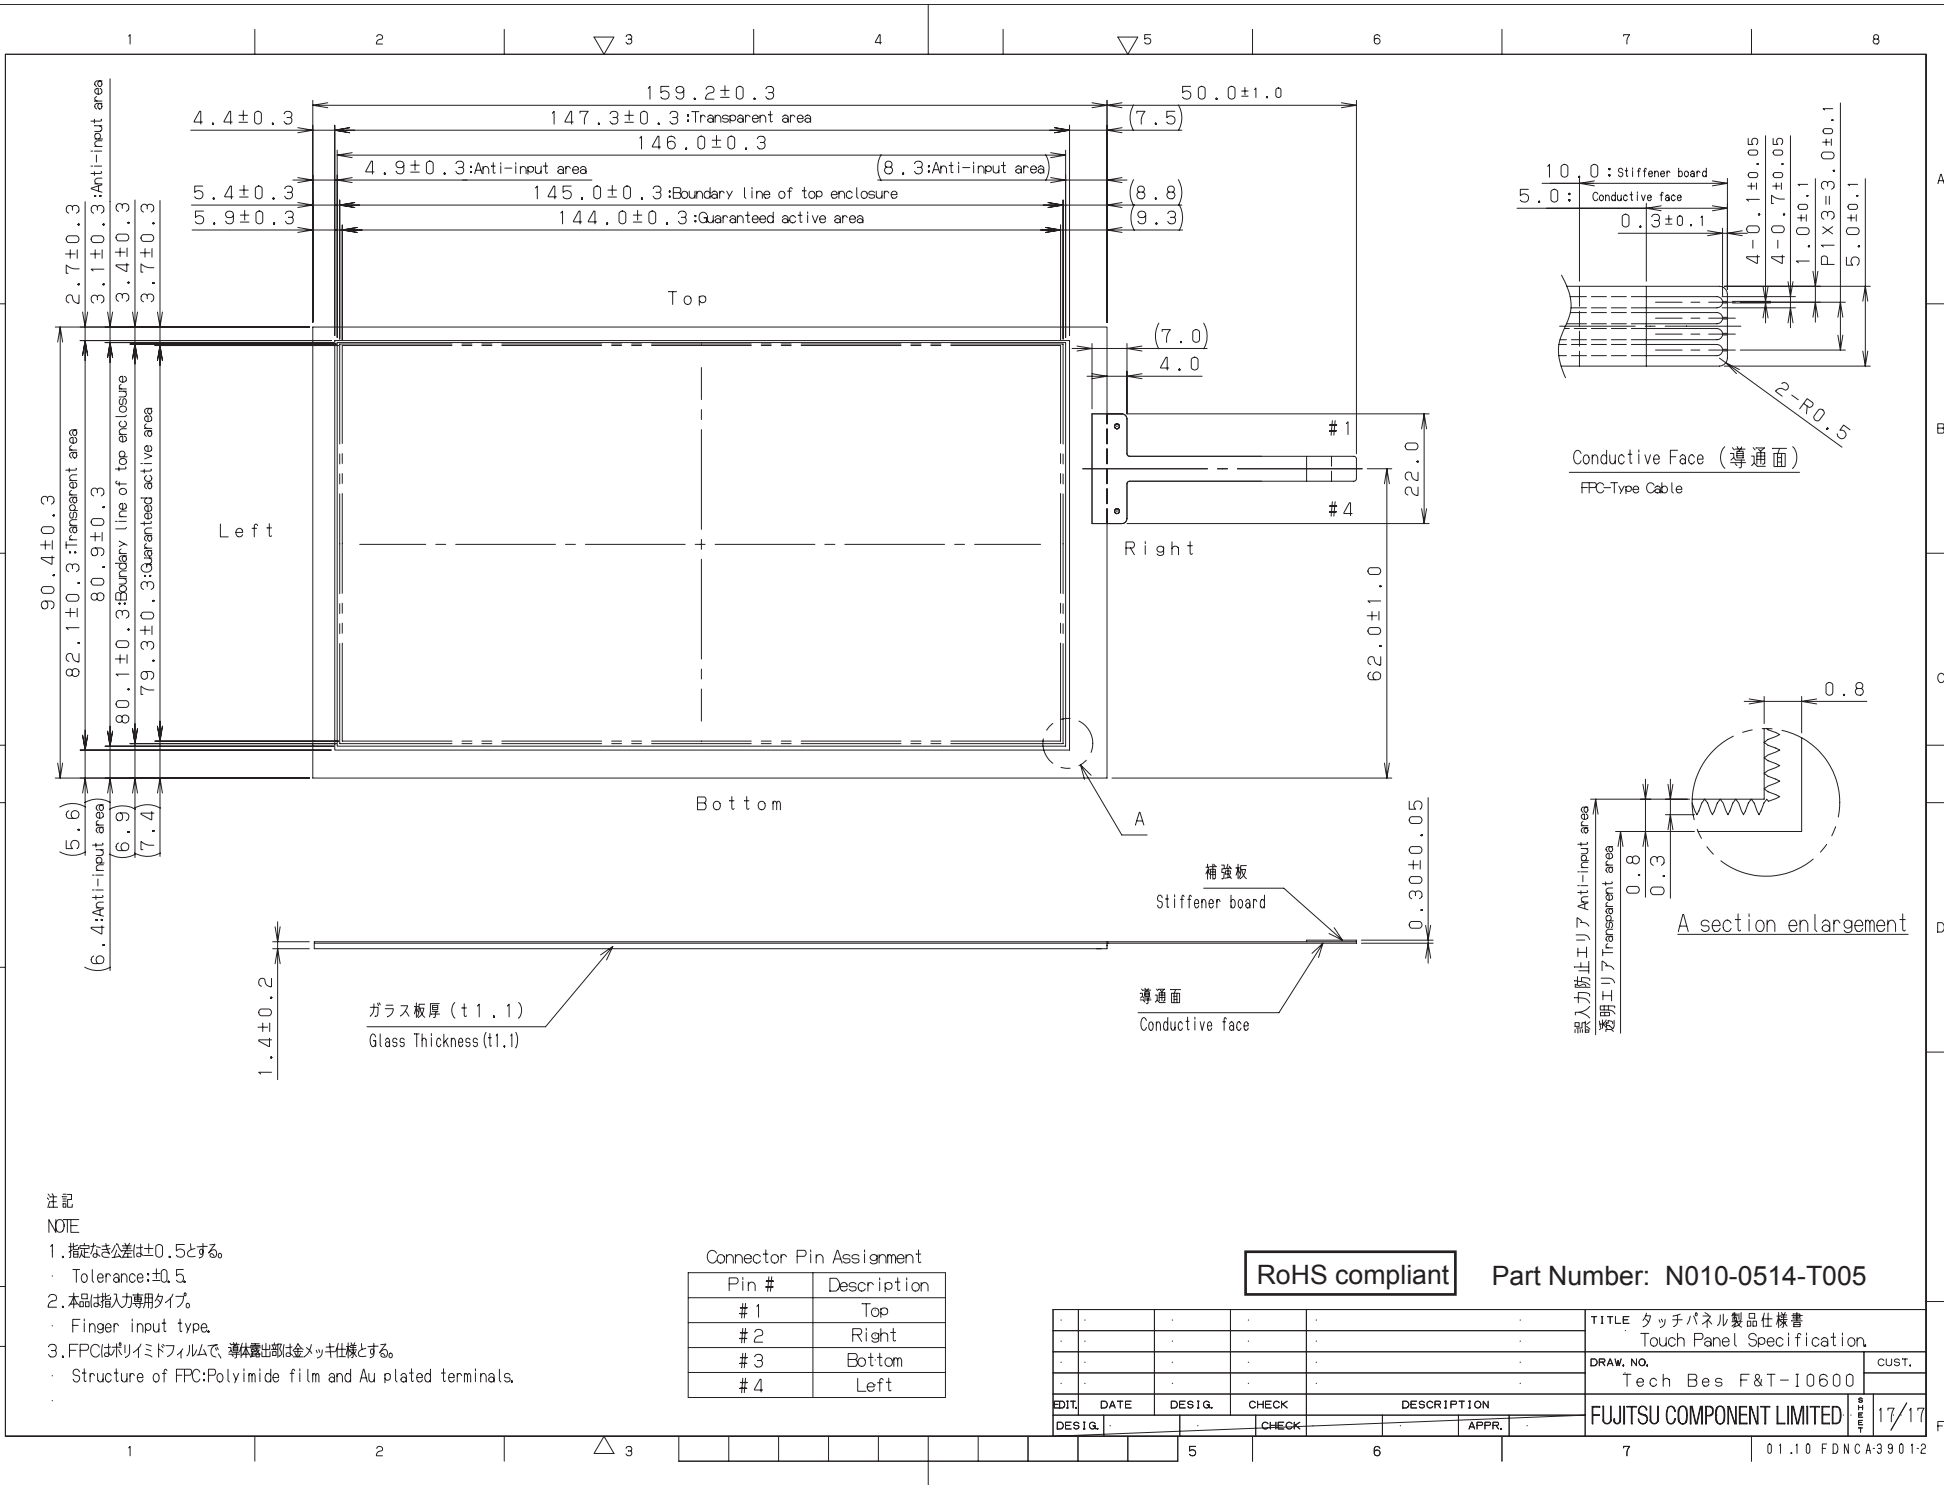 1 2 3 4 5 6 7 8
159.2±0.3
50.0±1.0
4.4±0.3
147.3±0.3:Transparent area
(7.5)
146.0±0.3
4.9±0.3:Anti-input area
(8.3:Anti-input area)
5.4±0.3
145.0±0.3:Boundary line of top enclosure
(8.8)
5.9±0.3
144.0±0.3:Guaranteed active area
(9.3)
2.7±0.3
3.1±0.3:Anti-input area
3.4±0.3
3.7±0.3
Top
(7.0)
4.0
#1
#4
22.0
Left
Right
Bottom
90.4±0.3
82.1±0.3:Transparent area
80.9±0.3
80.1±0.3:Boundary line of top enclosure
79.3±0.3:Guaranteed active area
62.0±1.0
(5.6)
(6.4:Anti-input area)
(6.9)
(7.4)
A
10.0:Stiffener board
5.0: Conductive face
0.3±0.1
4-0.1±0.05
4-0.7±0.05
1.0±0.1
P1×3=3.0±0.1
5.0±0.1
2-R0.5
Conductive Face (導通面)
FPC-Type Cable
0.8
0.8
0.3
誤入力防止エリア Anti-input area
透明エリア Transparent area
A section enlargement
補強板
Stiffener board
0.30±0.05
導通面
Conductive face
1.4±0.2
ガラス板厚(t1.1)
Glass Thickness(t1.1)
注記
NOTE
1.指定なき公差は±0.5とする。
Tolerance:±0.5.
2.本品は指入力専用タイプ。
Finger input type.
3.FPCはポリイミドフィルムで、導体露出部は金メッキ仕様とする。
Structure of FPC:Polyimide film and Au plated terminals.
Connector Pin Assignment
Pin # Description
#1 Top
#2 Right
#3 Bottom
#4 Left
RoHS compliant
Part Number: N010-0514-T005
TITLE タッチパネル製品仕様書
Touch Panel Specification.
DRAW. NO.
CUST.
Tech Bes F&T-I0600
EDIT. DATE DESIG. CHECK DESCRIPTION
DESIG. CHECK APPR.
FUJITSU COMPONENT LIMITED
SHEET
17/17
A
B
C
D
F
1 2 3 5 6 7
01.10 FDNCA-3901-2